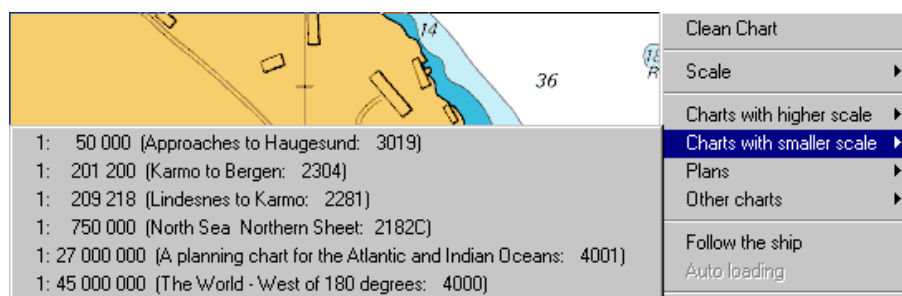 14
36
18
R
Clean Chart
Scale
Charts with higher scale
Charts with smaller scale
Plans
Other charts
Follow the ship
Auto loading
1: 50 000 (Approaches to Haugesund: 3019)
1: 201 200 (Karmo to Bergen: 2304)
1: 209 218 (Lindesnes to Karmo: 2281)
1: 750 000 (North Sea Northern Sheet: 2182C)
1: 27 000 000 (A planning chart for the Atlantic and Indian Oceans: 4001)
1: 45 000 000 (The World - West of 180 degrees: 4000)